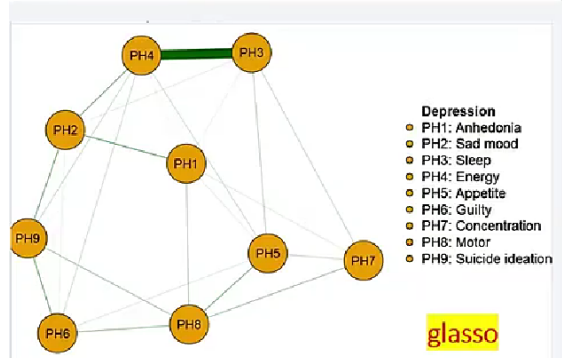 PH4
PH3
PH2
PH1
PH9
PH5
PH7
PH8
PH6
Depression
PH1: Anhedonia
PH2: Sad mood
PH3: Sleep
PH4: Energy
PH5: Appetite
PH6: Guilty
PH7: Concentration
PH8: Motor
PH9: Suicide ideation
glasso